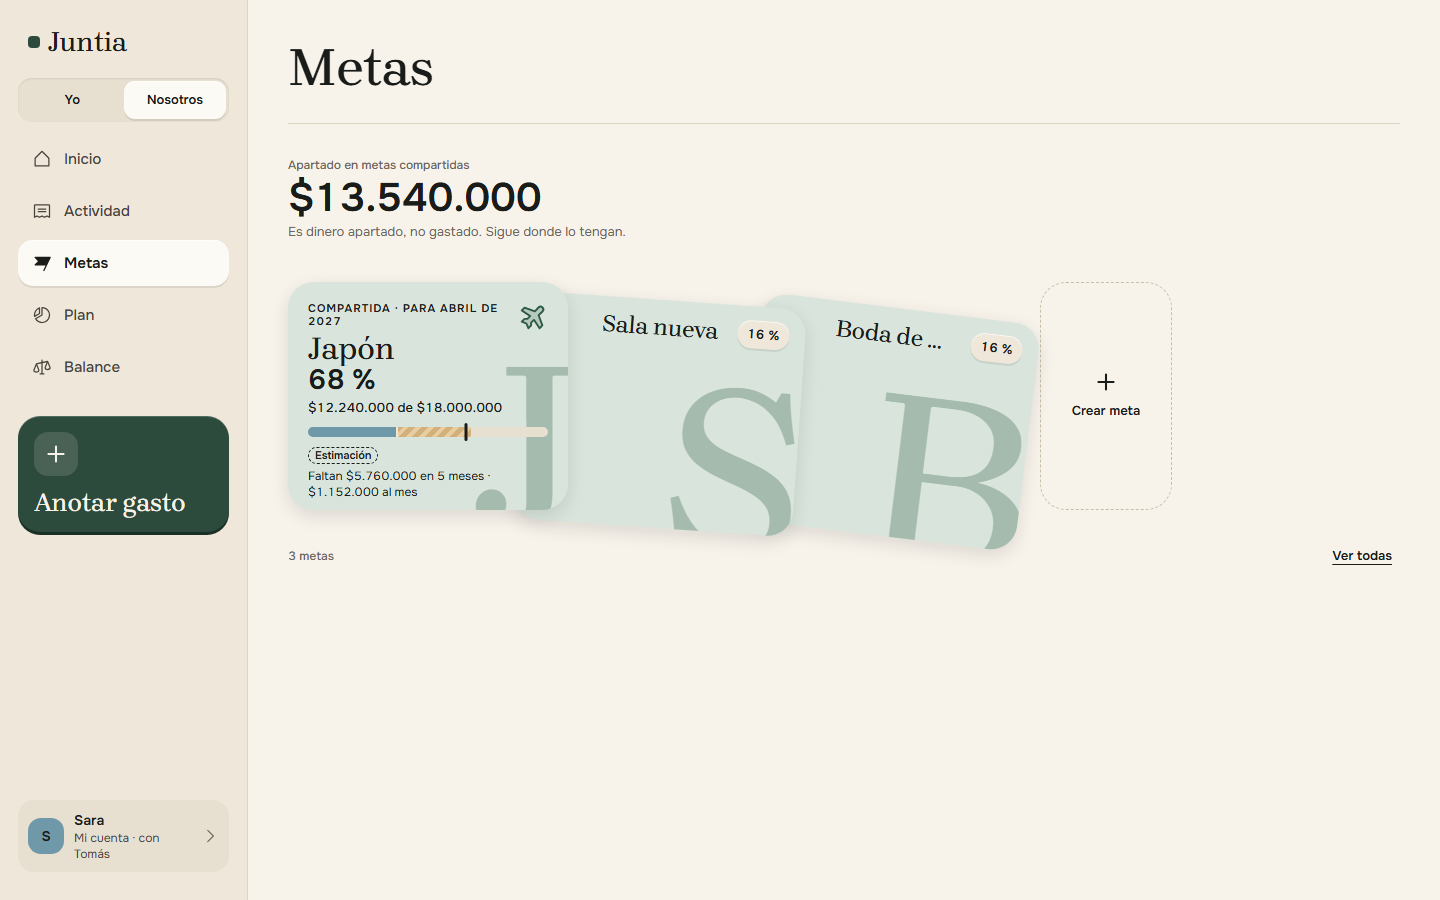 Juntia
Yo
Nosotros
Inicio
Actividad
Metas
Plan
Balance
Anotar gasto
Sara
Mi cuenta · con
Tomás
Metas
Apartado en metas compartidas
$13.540.000
Es dinero apartado, no gastado. Sigue donde lo tengan.
COMPARTIDA · PARA ABRIL DE
2027
Japón
68 %
$12.240.000 de $18.000.000
Estimación
Faltan $5.760.000 en 5 meses ·
$1.152.000 al mes
J
Sala nueva
16 %
S
Boda de ...
16 %
B
Crear meta
3 metas
Ver todas
S